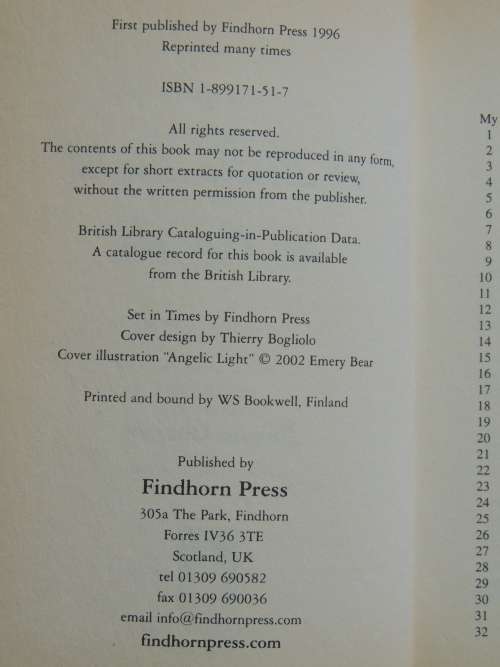 First published by Findhorn Press 1996
Reprinted many times
ISBN 1-899171-51-7
All rights reserved.
The contents of this book may not be reproduced in any form,
except for short extracts for quotation or review,
without the written permission from the publisher.
British Library Cataloguing-in-Publication Data.
A catalogue record for this book is available
from the British Library.
Set in Times by Findhorn Press
Cover design by Thierry Bogliolo
Cover illustration "Angelic Light" © 2002 Emery Bear
Printed and bound by WS Bookwell, Finland
Published by
Findhorn Press
305a The Park, Findhorn
Forres IV36 3TE
Scotland, UK
tel 01309 690582
fax 01309 690036
email info@findhornpress.com
findhornpress.com
My
1
2
3
4
5
6
7
8
9
10
11
12
13
14
15
16
17
18
19
20
21
22
23
24
25
26
27
28
29
30
31
32